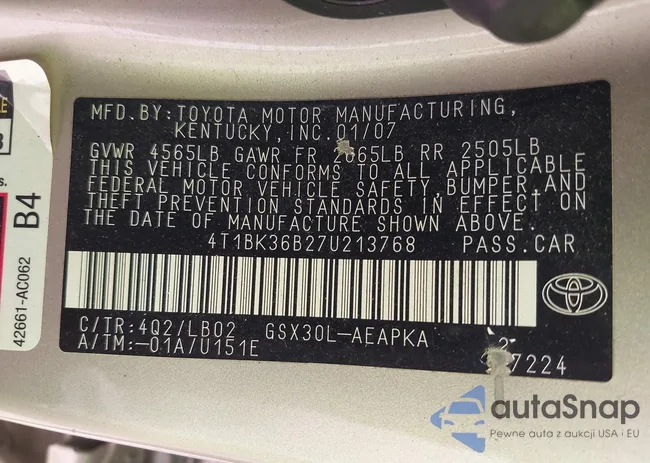 MFD.BY: TOYOTA MOTOR MANUFACTURING,
KENTUCKY, INC. 01/07
GVWR 4565LB GAWR FR 2665LB RR 2505LB
THIS VEHICLE CONFORMS TO ALL APPLICABLE
FEDERAL MOTOR VEHICLE SAFETY BUMPER, AND
THEFT PREVENTION STANDARDS IN EFFECT ON
THE DATE OF MANUFACTURE SHOWN ABOVE.
4T1BK36B27U213768 PASS.CAR
C/TR: 4Q2/LB02 GSX30L-AEAPKA
A/TM:-01A/U151E 7224
B4
42661-AC062
autoSnap
Pewne auta z aukcji USA i EU